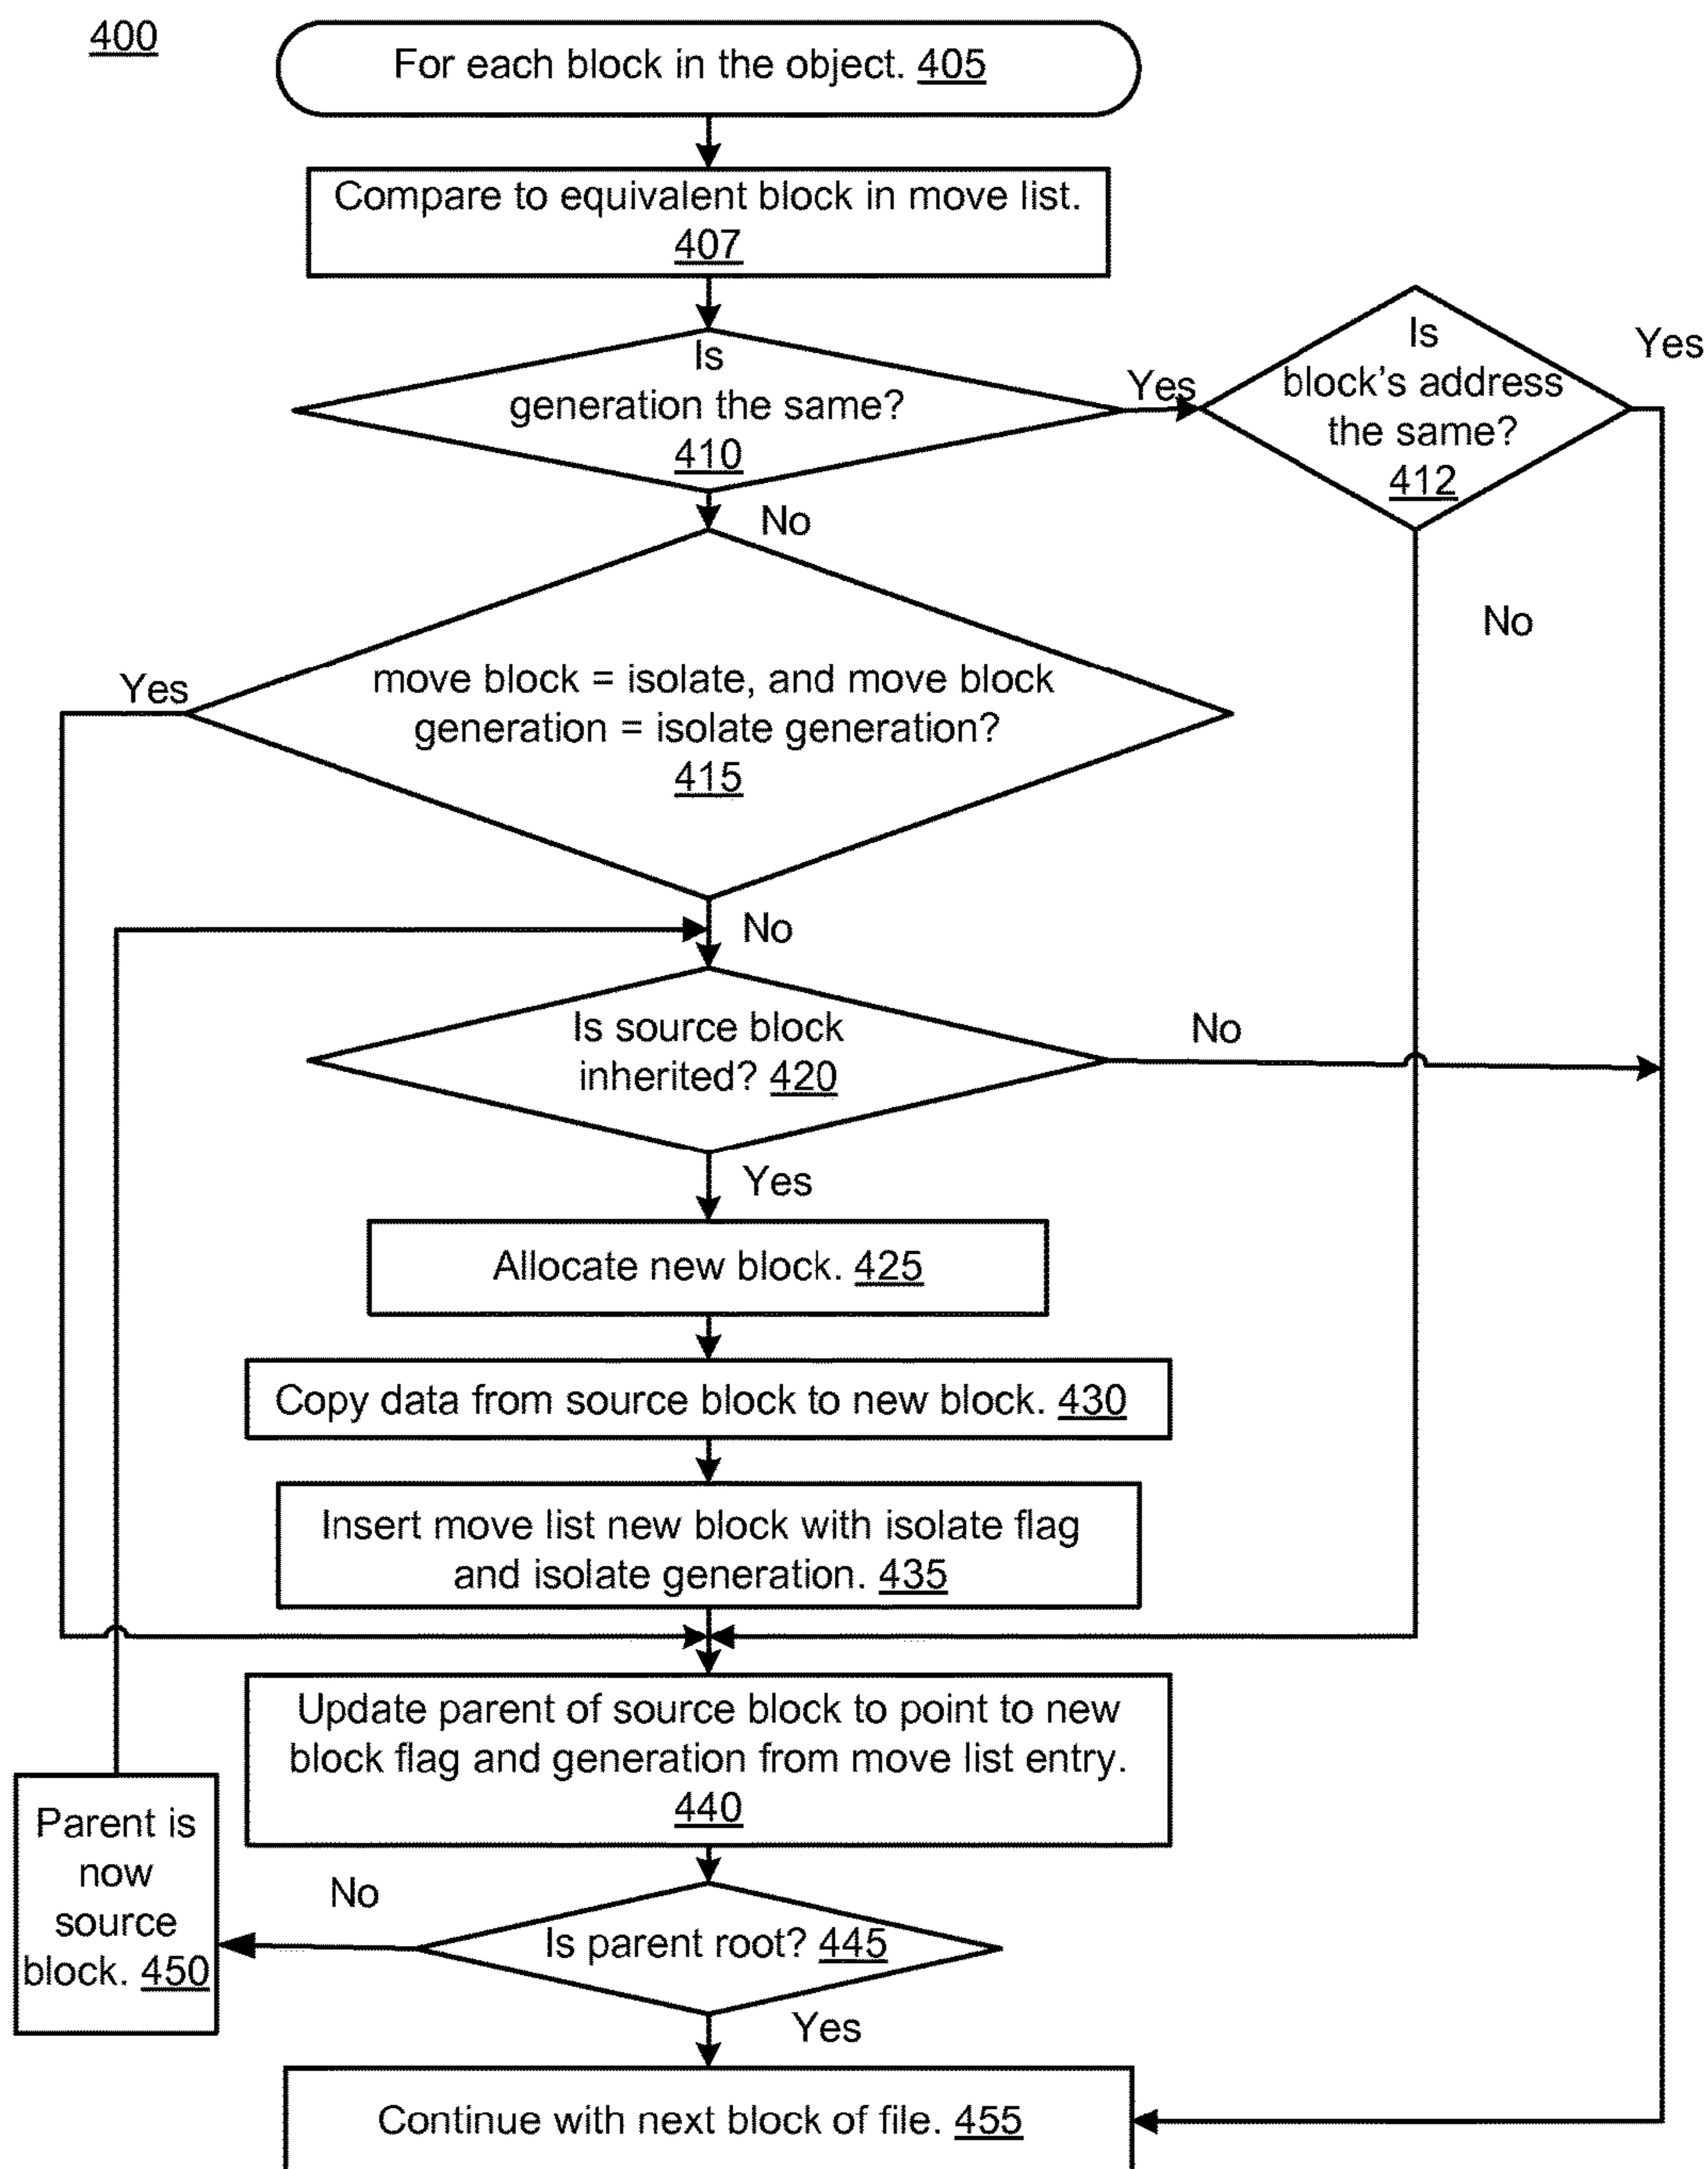 400
For each block in the object. 405
Compare to equivalent block in move list.
407
Is
generation the same?
410
Yes
Is
block's address
the same?
412
Yes
No
No
Yes
move block = isolate, and move block
generation = isolate generation?
415
No
Is source block
inherited? 420
No
Yes
Allocate new block. 425
Copy data from source block to new block. 430
Insert move list new block with isolate flag
and isolate generation. 435
Update parent of source block to point to new
block flag and generation from move list entry.
440
Parent is
now
source
block. 450
No
Is parent root? 445
Yes
Continue with next block of file. 455